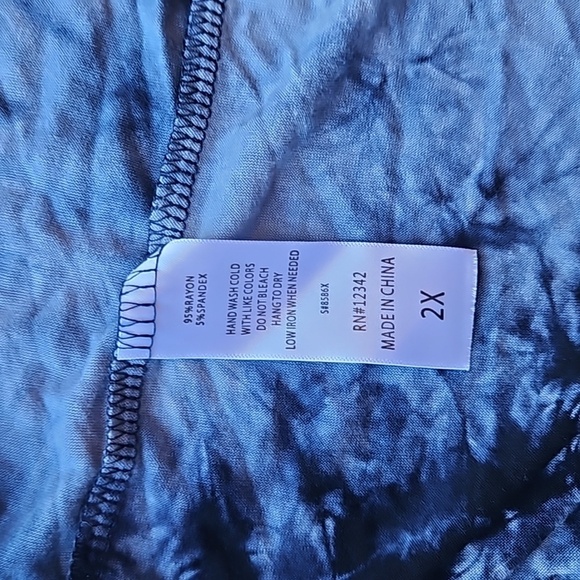 95%RAYON
5%SPANDEX
HAND WASH COLD
WITH LIKE COLORS
DO NOT BLEACH
HANG TO DRY
LOW IRON WHEN NEEDED
S#8586X
RN#12342
MADE IN CHINA
2X